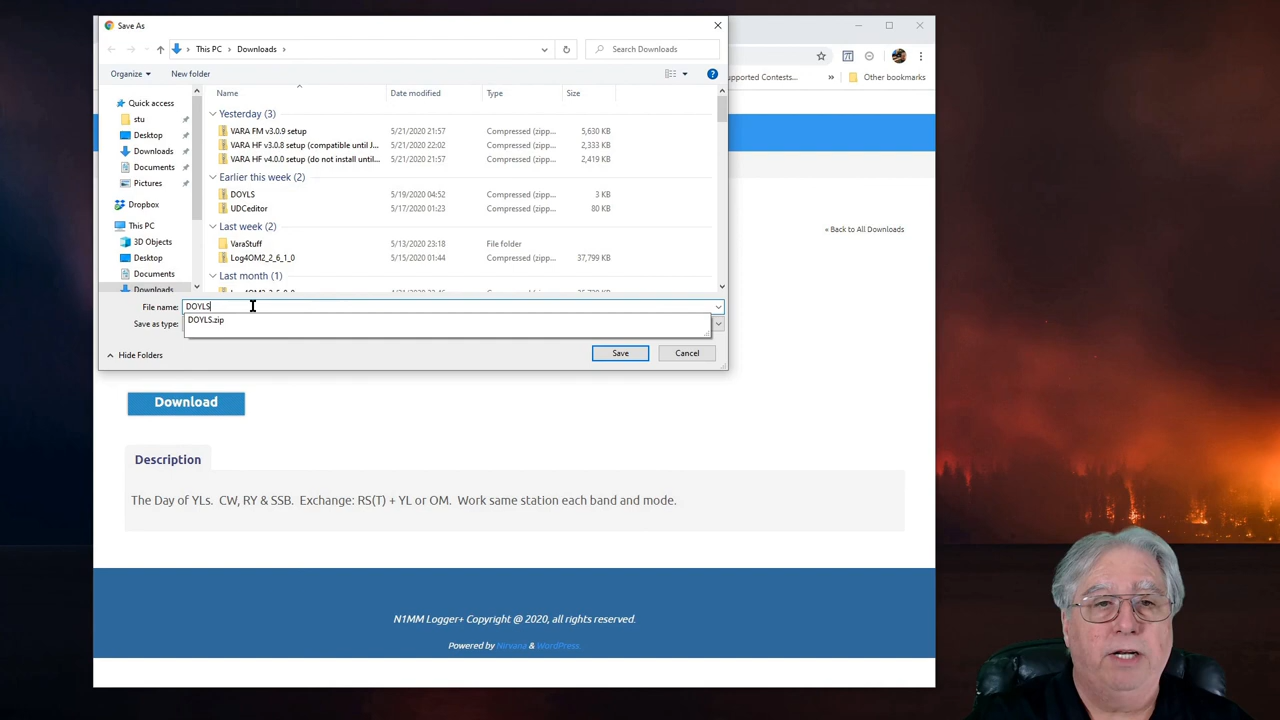 Save As
This PC
Downloads
Search Downloads
Organize
New folder
Name
Date modified
Type
Size
Quick access
stu
Desktop
Downloads
Documents
Pictures
Dropbox
This PC
3D Objects
Desktop
Documents
Downloads
Yesterday (3)
VARA FM v3.0.9 setup 5/21/2020 21:57 Compressed (zipp... 5,630 KB
VARA HF v3.0.8 setup (compatible until J... 5/21/2020 22:02 Compressed (zipp... 2,333 KB
VARA HF v4.0.0 setup (do not install until... 5/21/2020 21:57 Compressed (zipp... 2,419 KB
Earlier this week (2)
DOYLS 5/19/2020 04:52 Compressed (zipp... 3 KB
UDCeditor 5/17/2020 01:23 Compressed (zipp... 80 KB
Last week (2)
VaraStuff 5/13/2020 23:18 File folder
Log4OM2_2_6_1_0 5/15/2020 01:44 Compressed (zipp... 37,799 KB
Last month (1)
File name: DOYLS
DOYLS.zip
Save as type:
Hide Folders
Save
Cancel
upported Contests...
»
Other bookmarks
« Back to All Downloads
Download
Description
The Day of YLs. CW, RY & SSB. Exchange: RS(T) + YL or OM. Work same station each band and mode.
N1MM Logger+ Copyright @ 2020, all rights reserved.
Powered by Nirvana & WordPress.